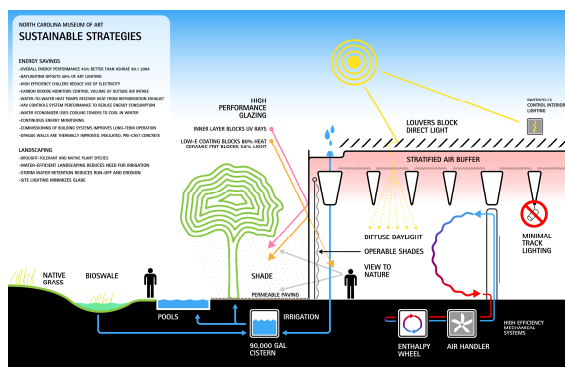 NORTH CAROLINA MUSEUM OF ART
SUSTAINABLE STRATEGIES
ENERGY SAVINGS
-OVERALL ENERGY PERFORMANCE 45% BETTER THAN ASHRAE 90.1 2004
-DAYLIGHTING OFFSETS 50% OF ART LIGHTING
-HIGH EFFICIENCY CHILLERS REDUCE USE OF ELECTRICITY
-CARBON DIOXIDE MONITORS CONTROL VOLUME OF OUTSIDE AIR INTAKE
-WATER-TO-WATER HEAT PUMPS RECOVER HEAT FROM REFRIGERATION EXHAUST
-VAV CONTROLS SYSTEM PERFORMANCE TO REDUCE ENERGY CONSUMPTION
-WATER ECONOMIZER USES COOLING TOWERS TO COOL IN WINTER
-CONTINUOUS ENERGY MONITORING
-COMMISSIONING OF BUILDING SYSTEMS IMPROVES LONG-TERM OPERATION
-OPAQUE WALLS ARE THERMALLY IMPROVED, INSULATED, PRE-CAST CONCRETE
LANDSCAPING
-DROUGHT-TOLERANT AND NATIVE PLANT SPECIES
-WATER-EFFICIENT LANDSCAPING REDUCES NEED FOR IRRIGATION
-STORM WATER RETENTION REDUCES RUN-OFF AND EROSION
-SITE LIGHTING MINIMIZES GLARE
HIGH
PERFORMANCE
GLAZING
INNER LAYER BLOCKS UV RAYS
LOW-E COATING BLOCKS 80% HEAT
CERAMIC FRIT BLOCKS
LIGHT
LOUVERS BLOCK
DIRECT LIGHT
CONTROL INTERIOR
LIGHTING
STRATIFIED AIR BUFFER
DIFFUSE DAYLIGHT
OPERABLE SHADES
VIEW TO
NATURE
MINIMAL
TRACK
LIGHTING
NATIVE
GRASS
BIOSWALE
SHADE
PERMEABLE PAVING
POOLS
IRRIGATION
90,000 GAL
CISTERN
ENTHALPY
WHEEL
AIR HANDLER
HIGH EFFICIENCY
MECHANICAL
SYSTEMS